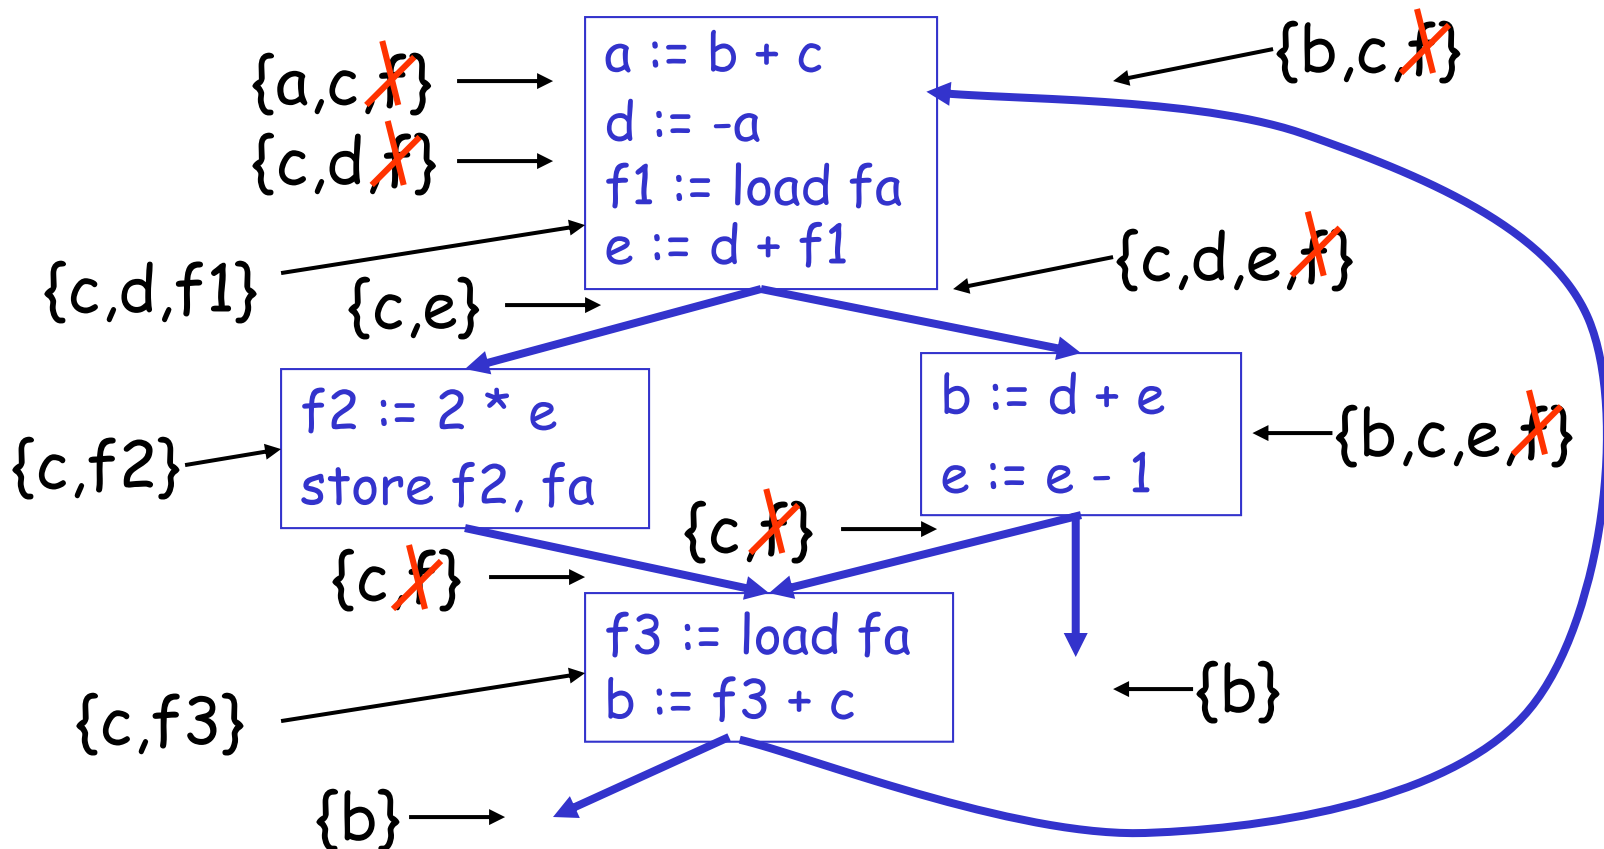 a := b + c
{b,c,f}
{a,c,f}
d := -a
{c,d,f}
f1 := load fa
e := d + f1
{c,d,e,f}
{c,d,f1}
{c,e}
f2 := 2 * e
b := d + e
{b,c,e,f}
{c,f2}
store f2, fa
e := e - 1
{c,f}
{c,f}
f3 := load fa
b := f3 + c
{b}
{c,f3}
{b}